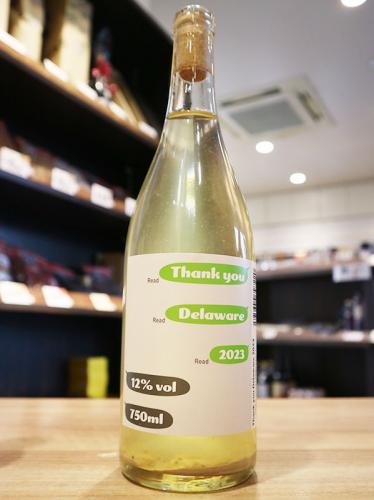 Read Thank you
Read Delaware
Read 2023
12% vol
750ml